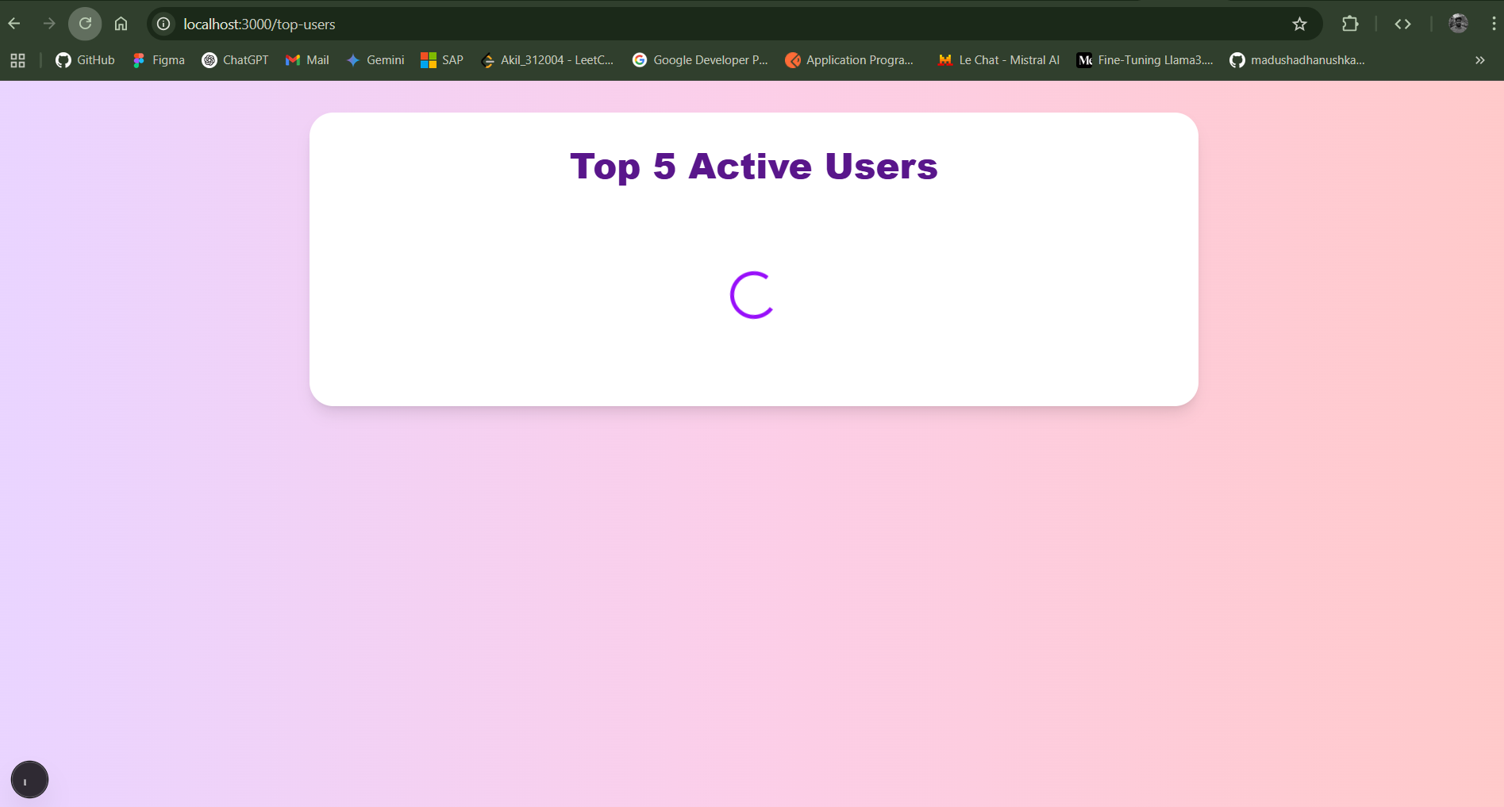 localhost:3000/top-users
GitHub Figma ChatGPT Mail Gemini SAP Akil_312004 - LeetC... Google Developer P... Application Progra... Le Chat - Mistral AI Fine-Tuning Llama3.... madushadhanushka...
Top 5 Active Users